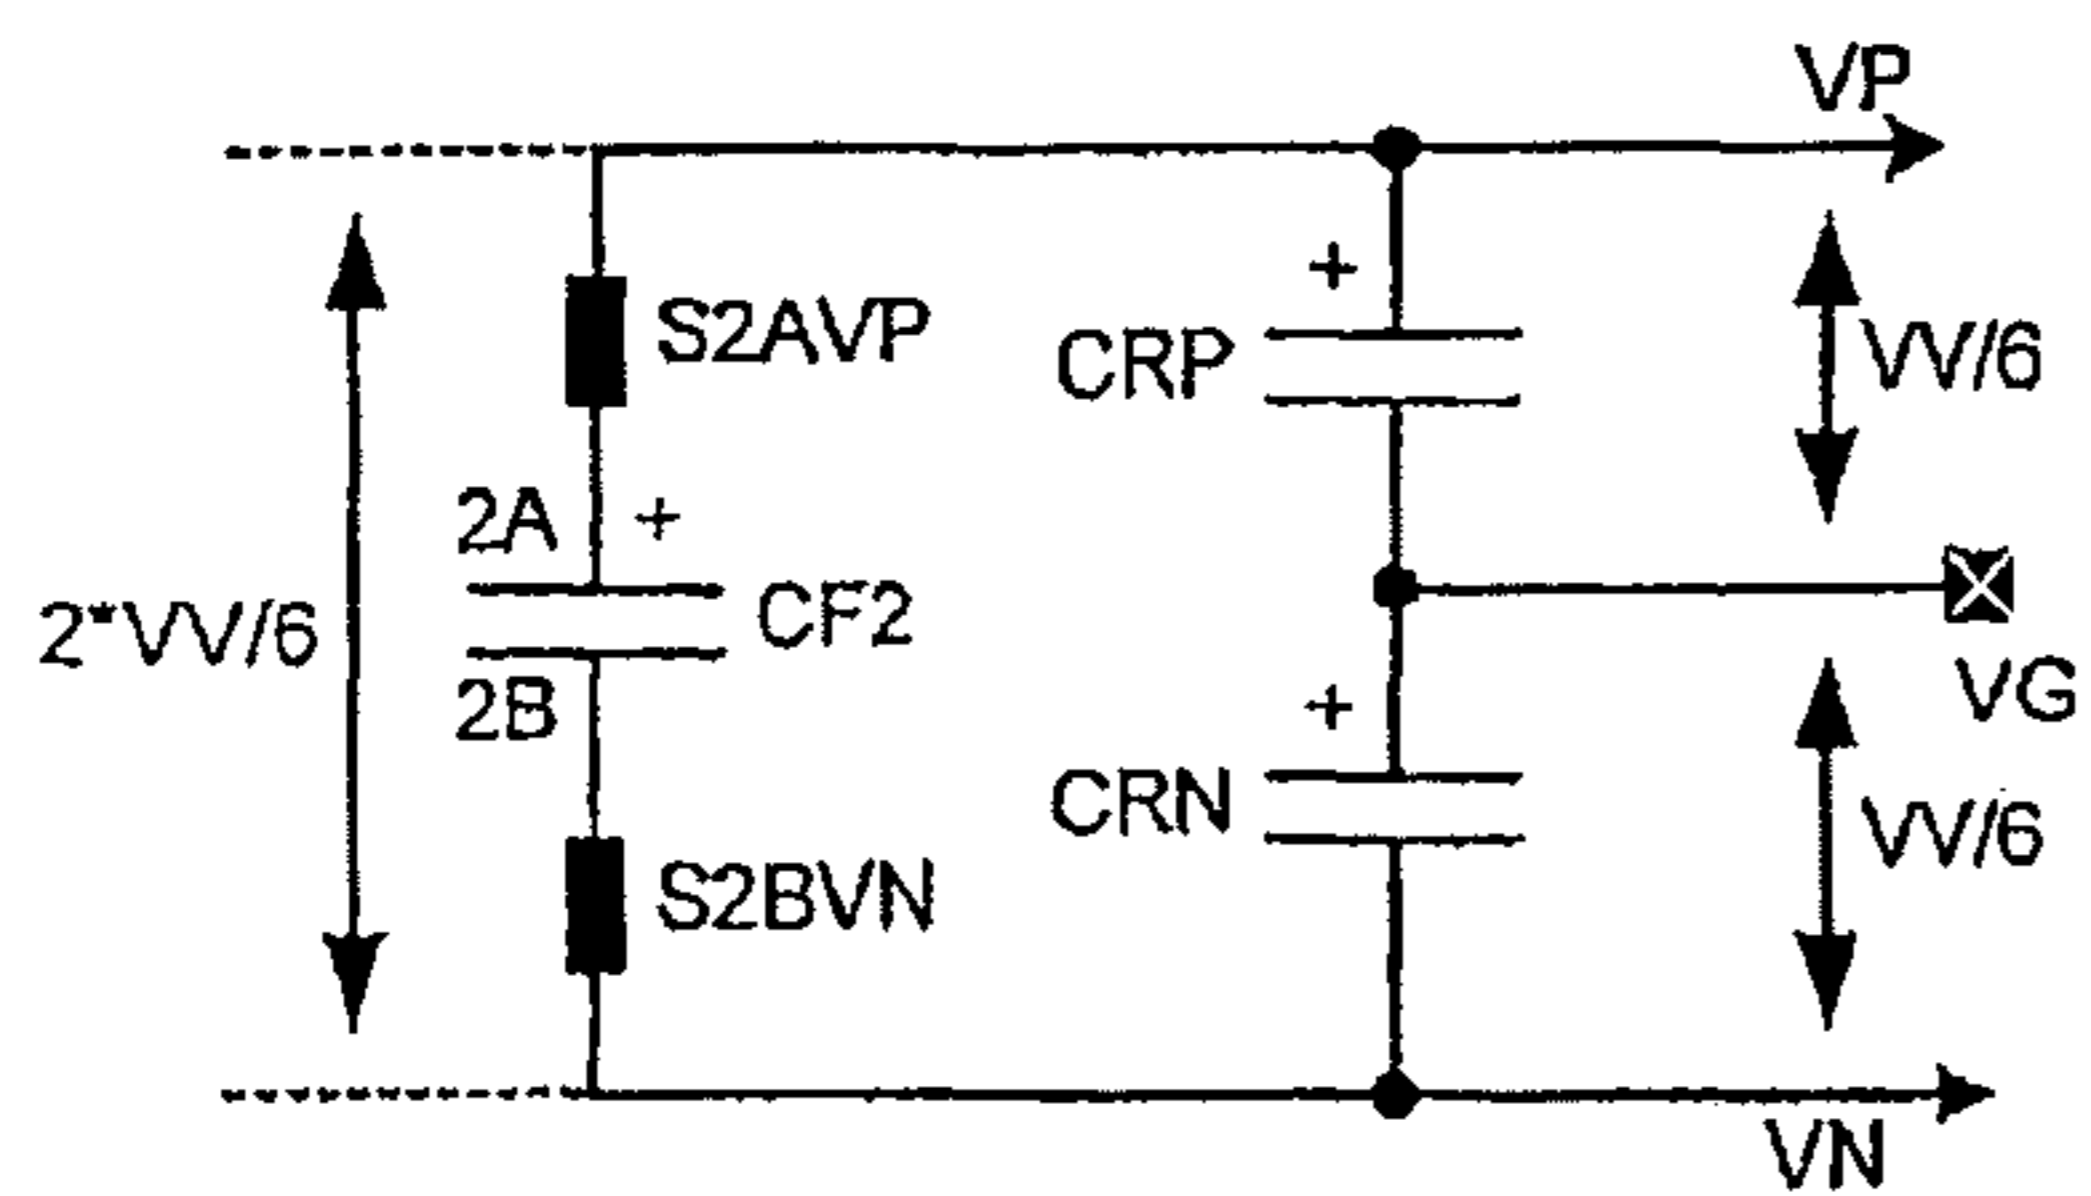 VP
+
S2AVP
CRP
VV/6
2A
+
2*VV/6
CF2
VG
2B
+
CRN
VV/6
S2BVN
VN